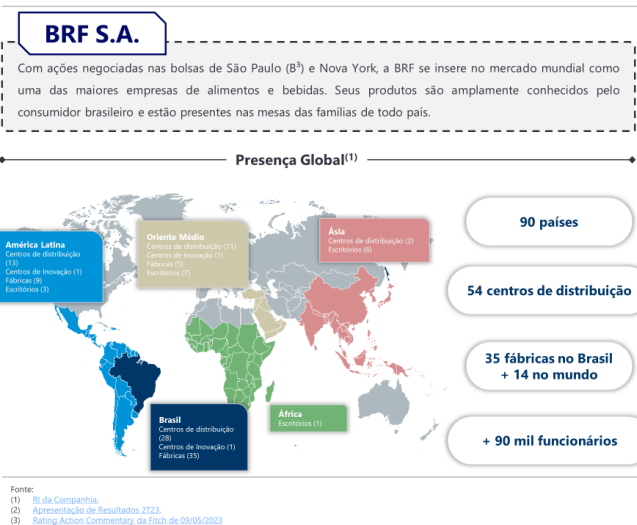 BRF S.A.
Com ações negociadas nas bolsas de São Paulo (B³) e Nova York, a BRF se insere no mercado mundial como
uma das maiores empresas de alimentos e bebidas. Seus produtos são amplamente conhecidos pelo
consumidor brasileiro e estão presentes nas mesas das famílias de todo país.
Presença Global(1)
América Latina
Centros de distribuição
(13)
Centros de Inovação (1)
Fábricas (9)
Escritórios (3)
Oriente Médio
Centros de distribuição (11)
Centros de Inovação (1)
Fábricas (5)
Escritórios (7)
Ásia
Centros de distribuição (2)
Escritórios (6)
Brasil
Centros de distribuição
(28)
Centros de Inovação (1)
Fábricas (35)
África
Escritórios (1)
90 países
54 centros de distribuição
35 fábricas no Brasil
+ 14 no mundo
+ 90 mil funcionários
Fonte:
(1) RI da Companhia.
(2) Apresentação de Resultados 2T23.
(3) Rating Action Commentary da Fitch de 09/05/2023